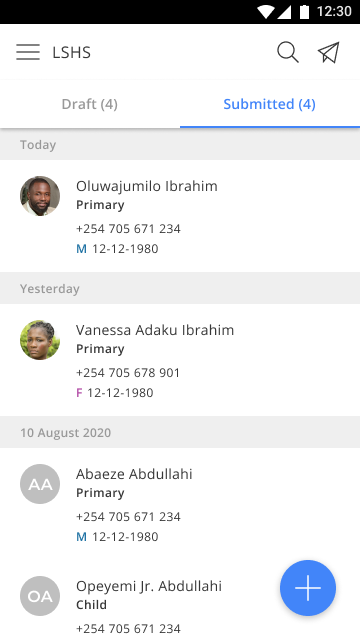 12:30
LSHS
Draft (4)
Submitted (4)
Today
Oluwajumilo Ibrahim
Primary
+254 705 671 234
M 12-12-1980
Yesterday
Vanessa Adaku Ibrahim
Primary
+254 705 678 901
F 12-12-1980
10 August 2020
AA
Abaeze Abdullahi
Primary
+254 705 671 234
M 12-12-1980
OA
Opeyemi Jr. Abdullahi
Child
+254 705 671 234